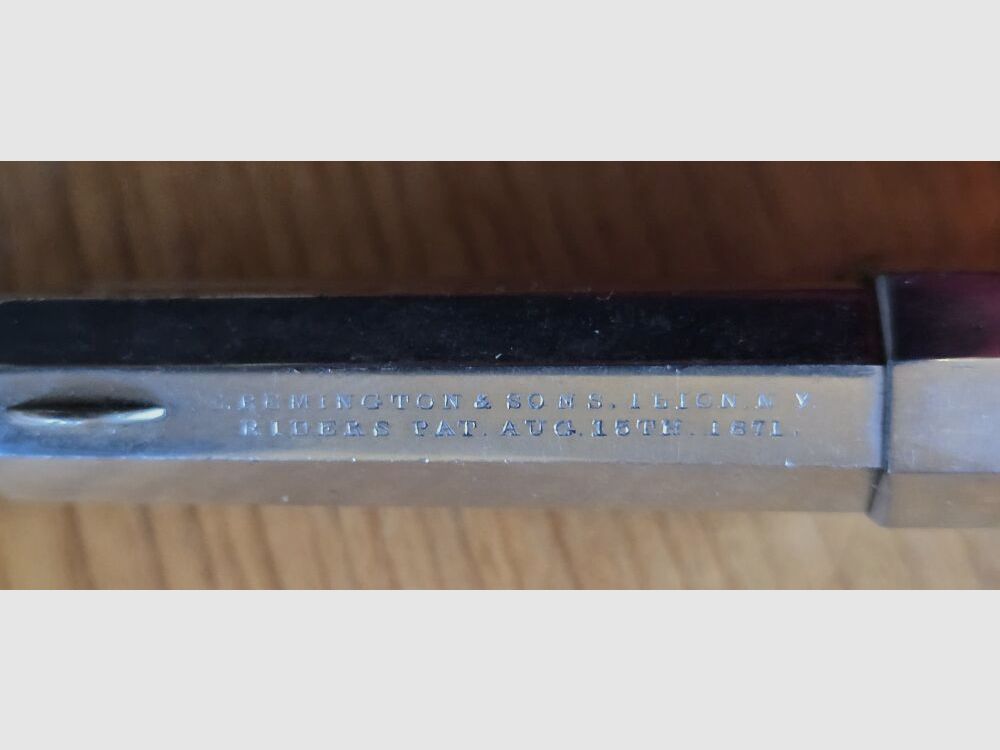 E.REMINGTON & SONS. ILION. N Y.
RIDERS PAT. AUG. 15TH. 1871.